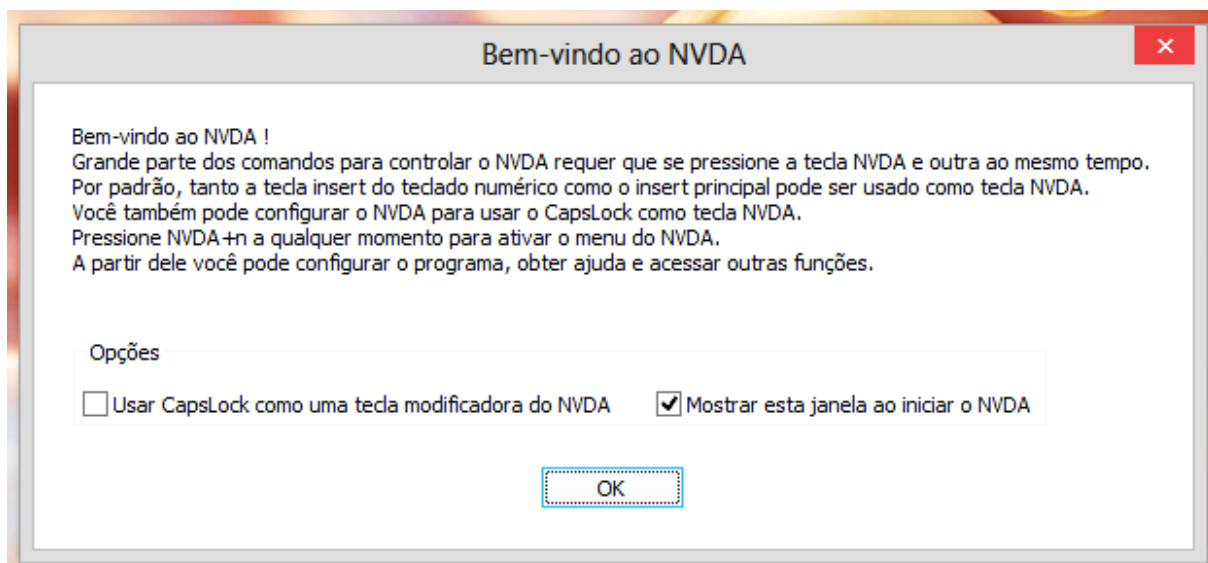 Bem-vindo ao NVDA
Bem-vindo ao NVDA !
Grande parte dos comandos para controlar o NVDA requer que se pressione a tecla NVDA e outra ao mesmo tempo.
Por padrão, tanto a tecla insert do teclado numérico como o insert principal pode ser usado como tecla NVDA.
Você também pode configurar o NVDA para usar o CapsLock como tecla NVDA.
Pressione NVDA+n a qualquer momento para ativar o menu do NVDA.
A partir dele você pode configurar o programa, obter ajuda e acessar outras funções.
Opções
Usar CapsLock como uma tecla modificadora do NVDA Mostrar esta janela ao iniciar o NVDA
OK